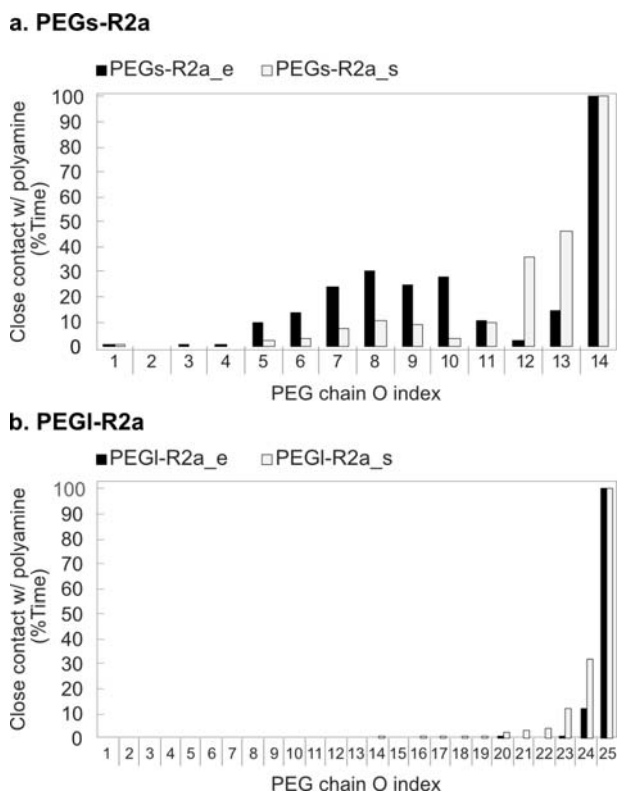 a. PEGs-R2a
PEGs-R2a_e PEGs-R2a_s
Close contact w/ polyamine
(%Time)
100
90
80
70
60
50
40
30
20
10
0
1 2 3 4 5 6 7 8 9 10 11 12 13 14
PEG chain O index
b. PEGl-R2a
PEGl-R2a_e PEGl-R2a_s
Close contact w/ polyamine
(%Time)
100
90
80
70
60
50
40
30
20
10
0
1 2 3 4 5 6 7 8 9 10 11 12 13 14 15 16 17 18 19 20 21 22 23 24 25
PEG chain O index